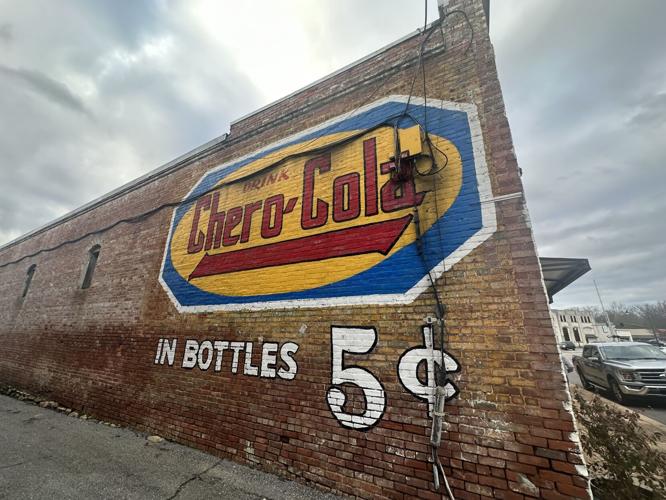 DRINK
Chero-Cola
IN BOTTLES 5¢